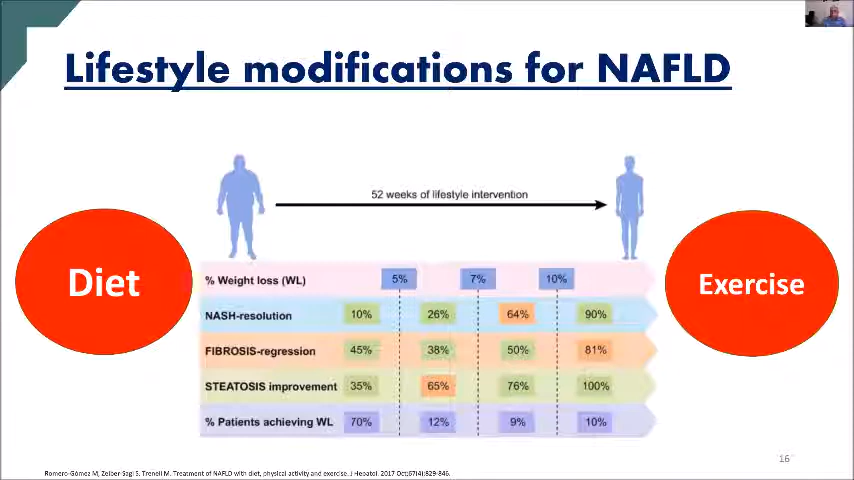 Lifestyle modifications for NAFLD
52 weeks of lifestyle intervention
Diet
Exercise
% Weight loss (WL) 5% 7% 10%
NASH-resolution 10% 26% 64% 90%
FIBROSIS-regression 45% 38% 50% 81%
STEATOSIS improvement 35% 65% 76% 100%
% Patients achieving WL 70% 12% 9% 10%
16
Romero-Gómez M, Zelber-Sagi S, Trenell M. Treatment of NAFLD with diet, physical activity and exercise. J Hepatol. 2017 Oct;67(4):829-846.